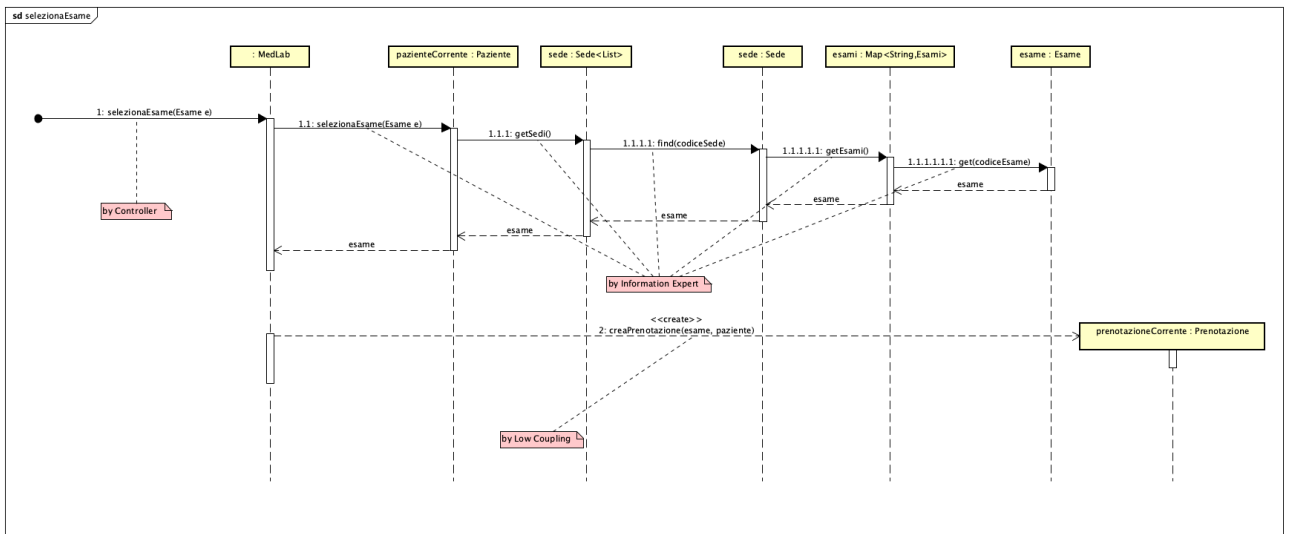 sd selezionaEsame
: MedLab
pazienteCorrente : Paziente
sede : Sede<List>
sede : Sede
esami : Map<String,Esami>
esame : Esame
1: selezionaEsame(Esame e)
1.1: selezionaEsame(Esame e)
1.1.1: getSedi()
1.1.1.1: find(codiceSede)
1.1.1.1.1: getEsami()
1.1.1.1.1.1: get(codiceEsame)
esame
esame
esame
esame
esame
by Controller
by Information Expert
<<create>>
2: creaPrenotazione(esame, paziente)
prenotazioneCorrente : Prenotazione
by Low Coupling